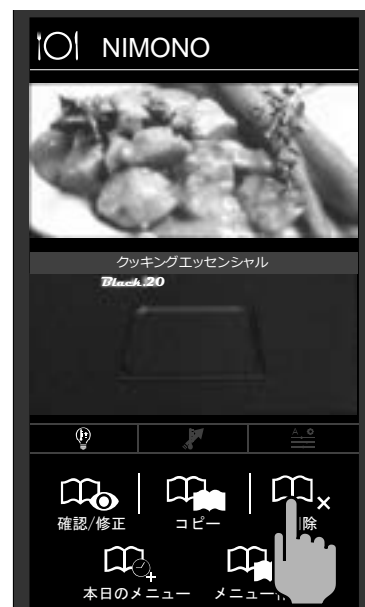 NIMONO
クッキングエッセンシャル
Black.20
確認/修正
コピー
除
本日のメニュー
メニュー